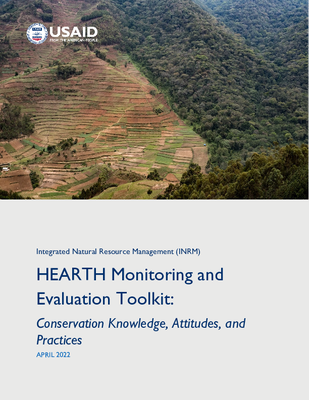 USAID
FROM THE AMERICAN PEOPLE
Integrated Natural Resource Management (INRM)
HEARTH Monitoring and
Evaluation Toolkit:
Conservation Knowledge, Attitudes, and
Practices
APRIL 2022